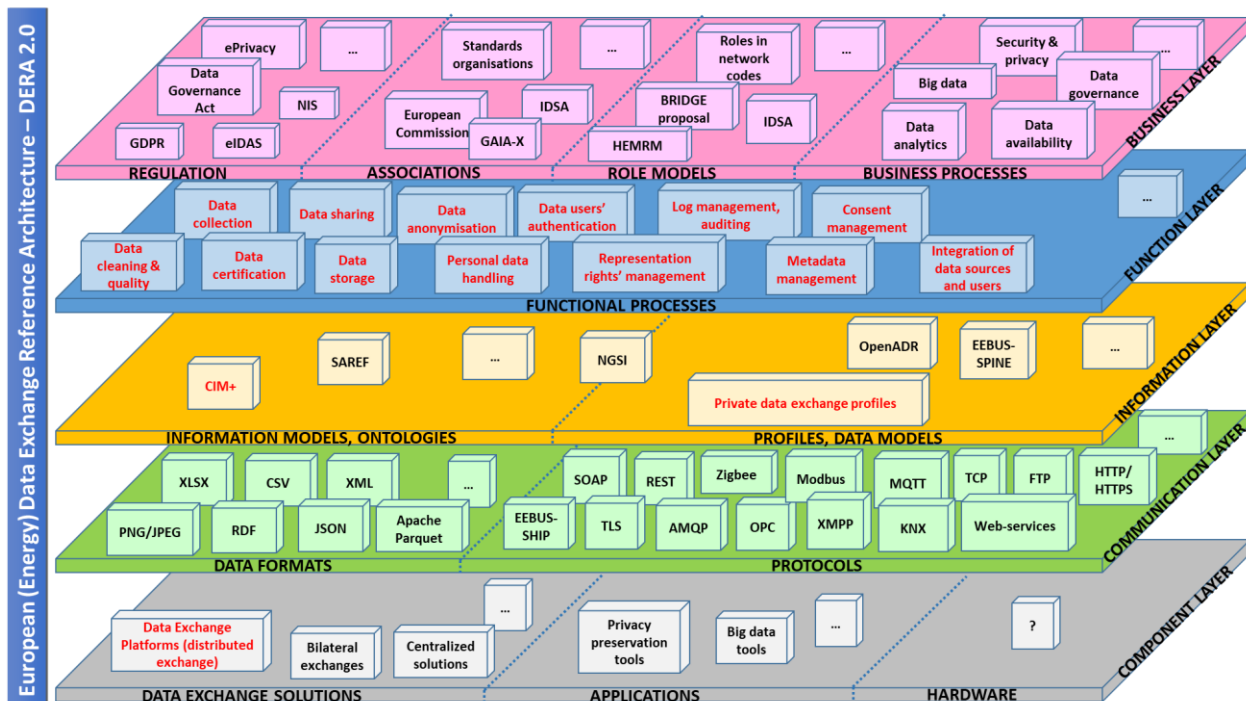 European (Energy) Data Exchange Reference Architecture – DERA 2.0
ePrivacy
...
Data
Governance
Act
NIS
GDPR
eIDAS
REGULATION
Standards
organisations
...
European
Commission
IDSA
GAIA-X
ASSOCIATIONS
Roles in
network
codes
...
BRIDGE
proposal
IDSA
HEMRM
ROLE MODELS
Security &
privacy
...
Big data
Data
governance
Data
analytics
Data
availability
BUSINESS PROCESSES
BUSINESS LAYER
Data
collection
Data sharing
Data
anonymisation
Data users’
authentication
Log management,
auditing
Consent
management
...
Data
cleaning &
quality
Data
certification
Data
storage
Personal data
handling
Representation
rights’ management
Metadata
management
Integration of
data sources
and users
FUNCTIONAL PROCESSES
FUNCTION LAYER
CIM+
SAREF
...
NGSI
OpenADR
EEBUS-
SPINE
...
Private data exchange profiles
INFORMATION MODELS, ONTOLOGIES
PROFILES, DATA MODELS
INFORMATION LAYER
XLSX
CSV
XML
...
PNG/JPEG
RDF
JSON
Apache
Parquet
DATA FORMATS
SOAP
REST
Zigbee
Modbus
MQTT
TCP
FTP
HTTP/
HTTPS
...
EEBUS-
SHIP
TLS
AMQP
OPC
XMPP
KNX
Web-services
PROTOCOLS
COMMUNICATION LAYER
Data Exchange
Platforms (distributed
exchange)
Bilateral
exchanges
Centralized
solutions
...
DATA EXCHANGE SOLUTIONS
Privacy
preservation
tools
Big data
tools
...
APPLICATIONS
?
HARDWARE
COMPONENT LAYER